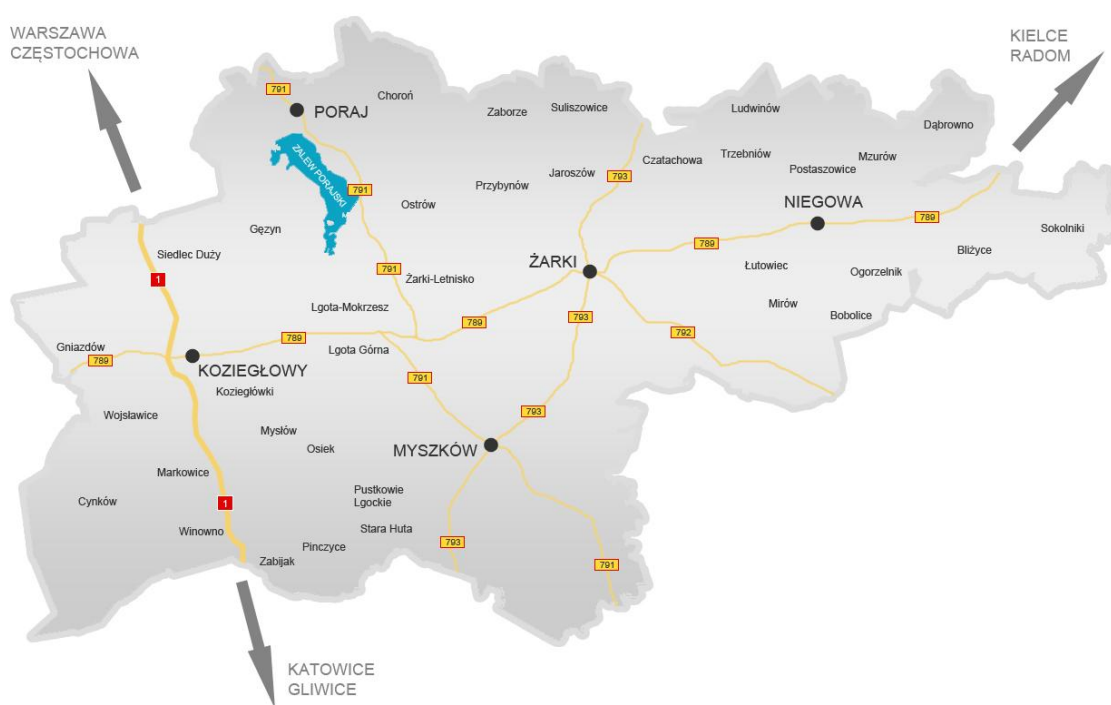 WARSZAWA
CZĘSTOCHOWA
KIELCE
RADOM
791
PORAJ
Choroń
Zaborze
Suliszowice
Ludwinów
Dąbrowno
ZALEW PORAJSKI
791
Ostrów
Przybynów
Jaroszów
793
Czatachowa
Trzebniów
Postaszowice
Mzurów
NIEGOWA
789
Sokolniki
Gęzyn
Siedlec Duży
1
791
Żarki-Letnisko
ŻARKI
789
Łutowiec
Ogorzelnik
Bliżyce
Mirów
Bobolice
Lgota-Mokrzesz
789
789
793
792
Gniazdów
789
KOZIEGŁOWY
Lgota Górna
791
Koziegłówki
Wojsławice
Mysłów
Osiek
MYSZKÓW
793
Markowice
Cynków
1
Pustkowie
Lgockie
Winowno
Stara Huta
Pinczyce
Zabijak
793
791
KATOWICE
GLIWICE